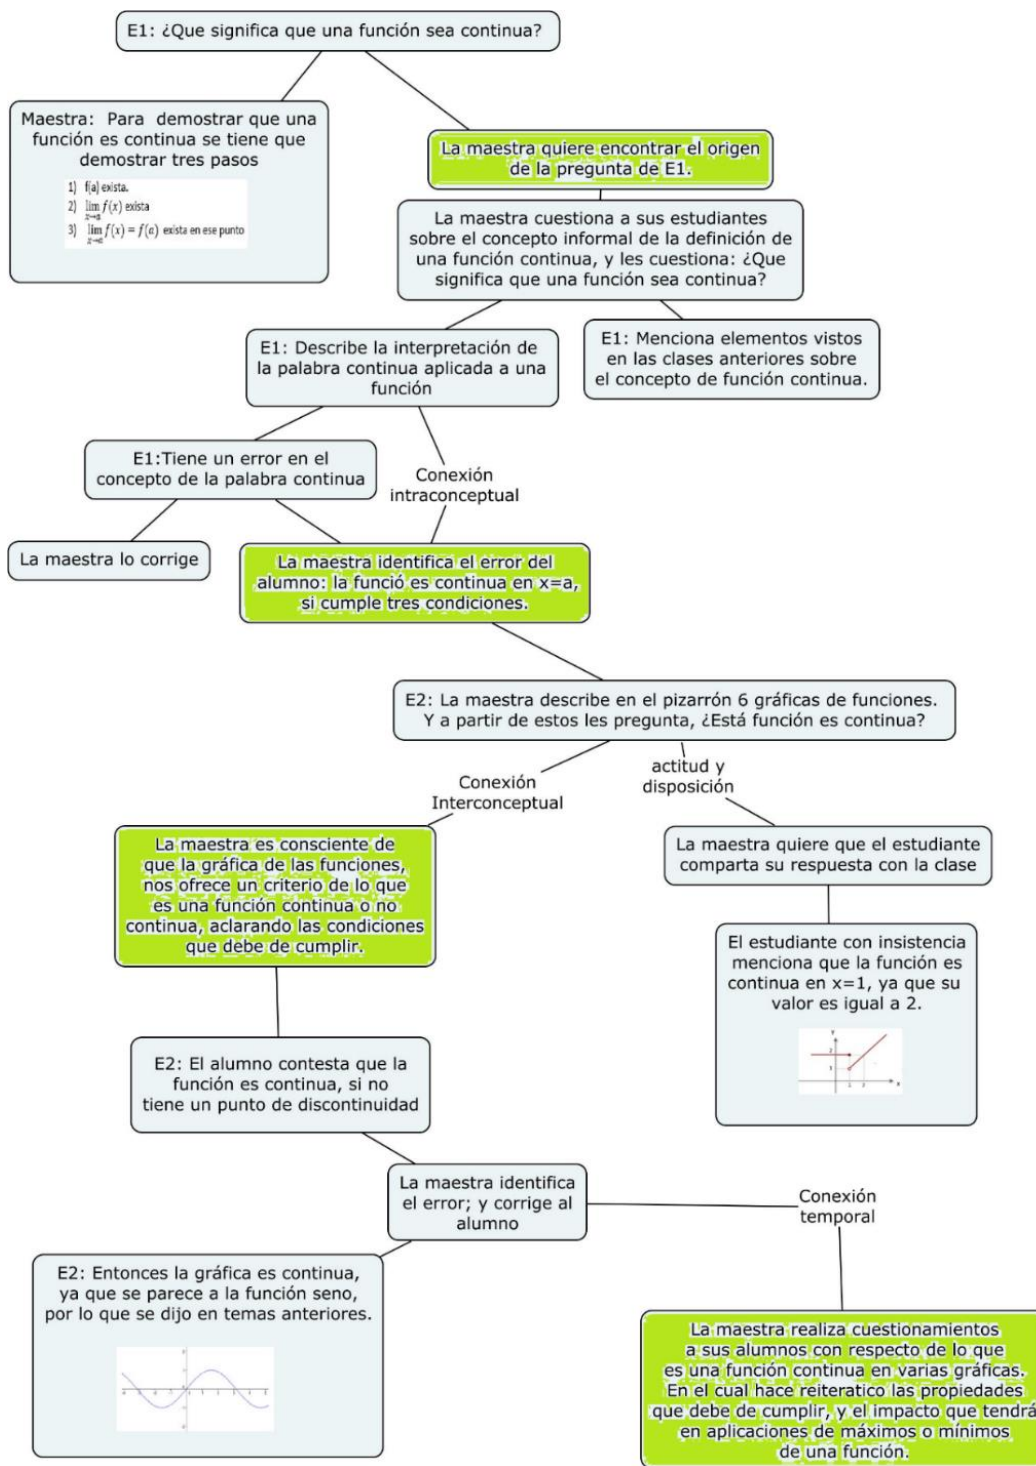 E1: ¿Que significa que una función sea continua?
Maestra: Para demostrar que una
función es continua se tiene que
demostrar tres pasos
1) f(a) exista.
2) lim f(x) exista
x→a
3) lim f(x) = f(a) exista en ese punto
x→a
La maestra quiere encontrar el origen
de la pregunta de E1.
La maestra cuestiona a sus estudiantes
sobre el concepto informal de la definición de
una función continua, y les cuestiona: ¿Que
significa que una función sea continua?
E1: Describe la interpretación de
la palabra continua aplicada a una
función
E1: Menciona elementos vistos
en las clases anteriores sobre
el concepto de función continua.
E1:Tiene un error en el
concepto de la palabra continua
Conexión
intraconceptual
La maestra lo corrige
La maestra identifica el error del
alumno: la funció es continua en x=a,
si cumple tres condiciones.
E2: La maestra describe en el pizarrón 6 gráficas de funciones.
Y a partir de estos les pregunta, ¿Está función es continua?
Conexión
Interconceptual
actitud y
disposición
La maestra es consciente de
que la gráfica de las funciones,
nos ofrece un criterio de lo que
es una función continua o no
continua, aclarando las condiciones
que debe de cumplir.
La maestra quiere que el estudiante
comparta su respuesta con la clase
El estudiante con insistencia
menciona que la función es
continua en x=1, ya que su
valor es igual a 2.
E2: El alumno contesta que la
función es continua, si no
tiene un punto de discontinuidad
La maestra identifica
el error; y corrige al
alumno
Conexión
temporal
E2: Entonces la gráfica es continua,
ya que se parece a la función seno,
por lo que se dijo en temas anteriores.
La maestra realiza cuestionamientos
a sus alumnos con respecto de lo que
es una función continua en varias gráficas.
En el cual hace reiteratico las propiedades
que debe de cumplir, y el impacto que tendrá
en aplicaciones de máximos o mínimos
de una función.